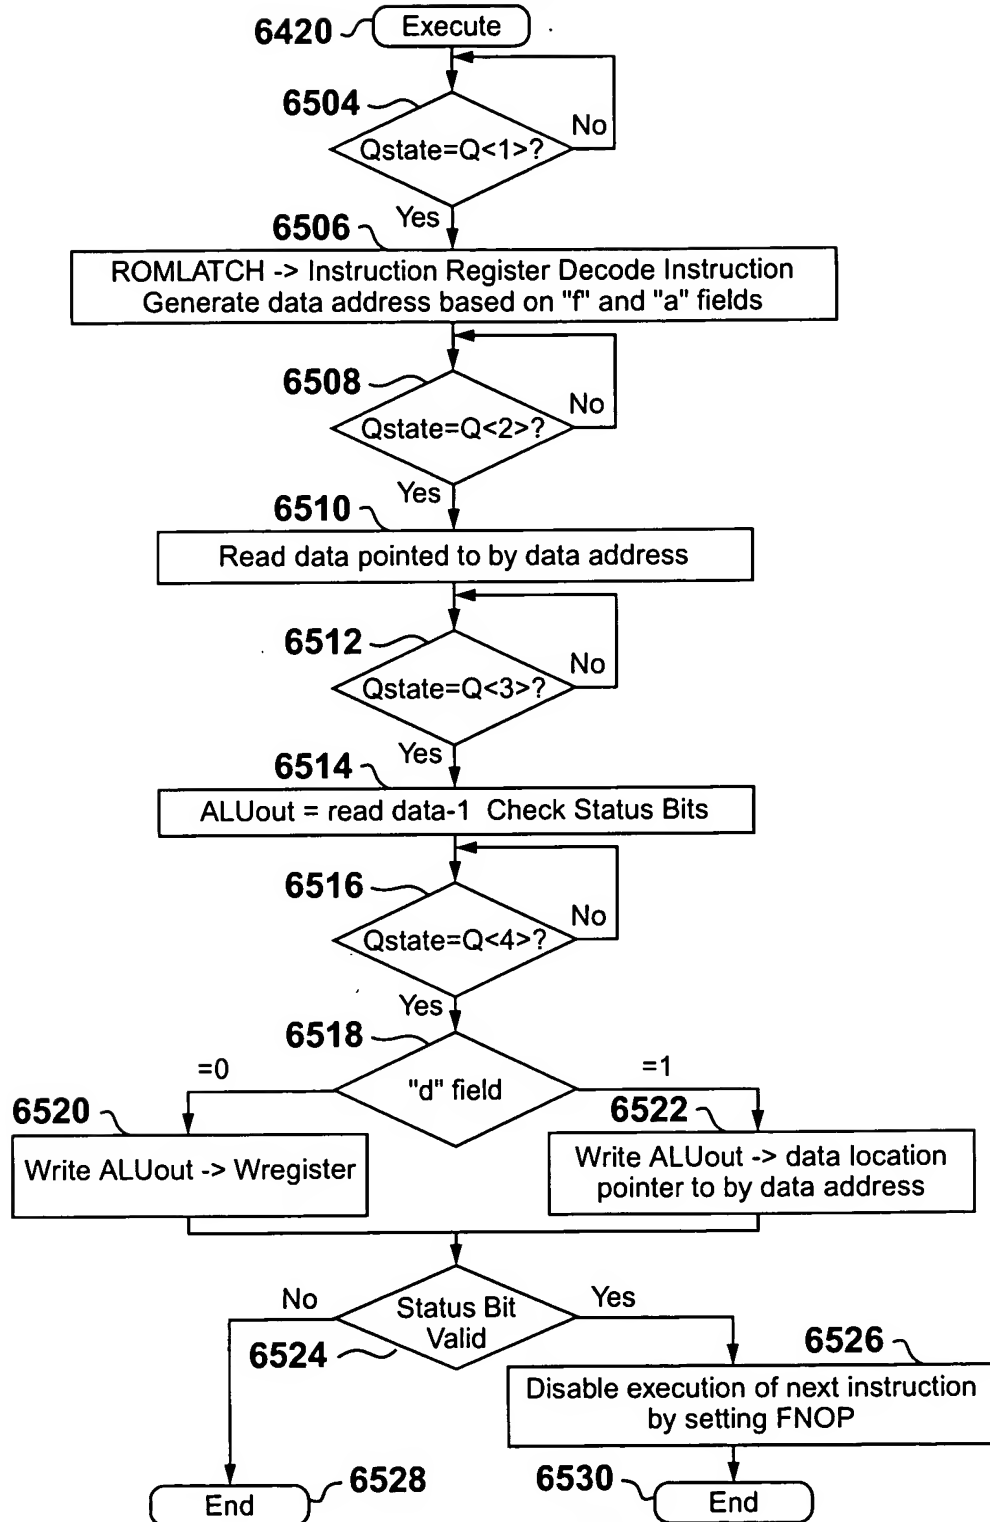 6420
Execute
6504
No
Qstate=Q<1>?
Yes
6506
ROMLATCH -> Instruction Register Decode Instruction
Generate data address based on "f" and "a" fields
6508
No
Qstate=Q<2>?
Yes
6510
Read data pointed to by data address
6512
No
Qstate=Q<3>?
Yes
6514
ALUout = read data-1 Check Status Bits
6516
No
Qstate=Q<4>?
Yes
6518
=0
"d" field
=1
6520
6522
Write ALUout -> Wregister
Write ALUout -> data location
pointer to by data address
No
Status Bit
Valid
Yes
6524
6526
Disable execution of next instruction
by setting FNOP
6528
End
6530
End